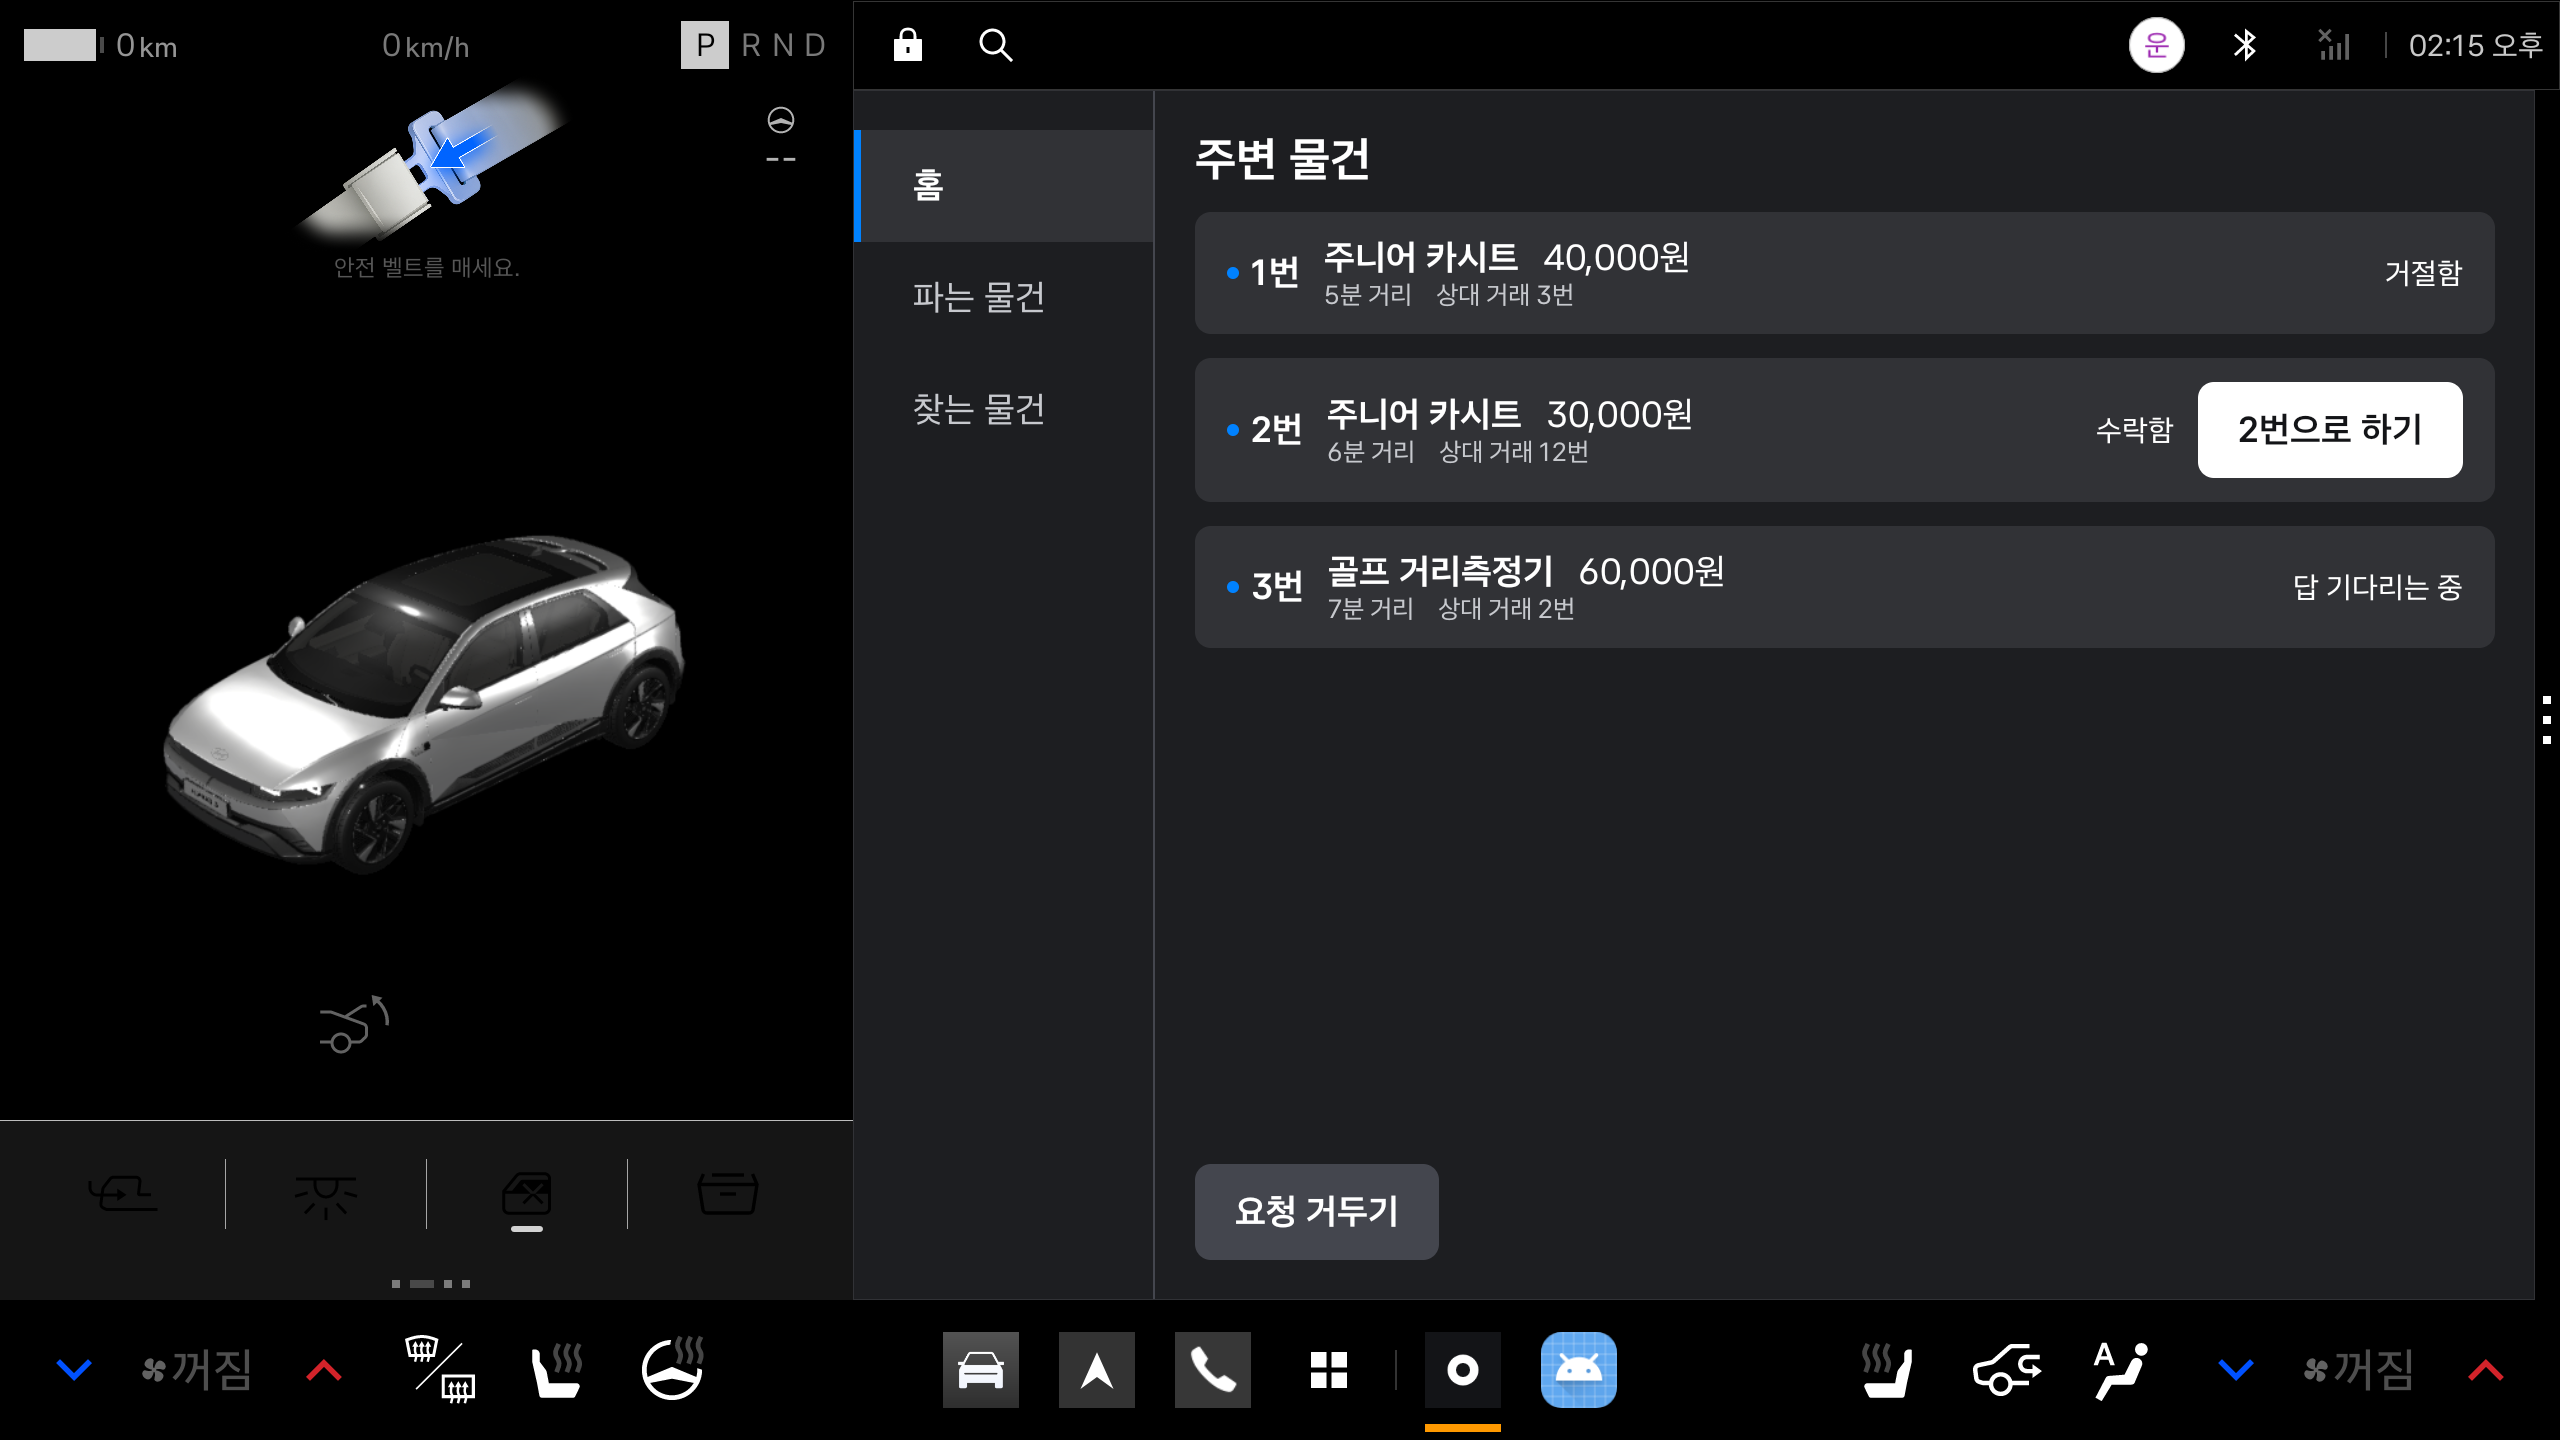 0 km
0 km/h
P R N D
운
02:15 오후
--
안전 벨트를 매세요.
홈
파는 물건
찾는 물건
주변 물건
1번
주니어 카시트 40,000원
5분 거리 상대 거래 3번
거절함
2번
주니어 카시트 30,000원
6분 거리 상대 거래 12번
수락함
2번으로 하기
3번
골프 거리측정기 60,000원
7분 거리 상대 거래 2번
답 기다리는 중
요청 거두기
꺼짐
A
꺼짐